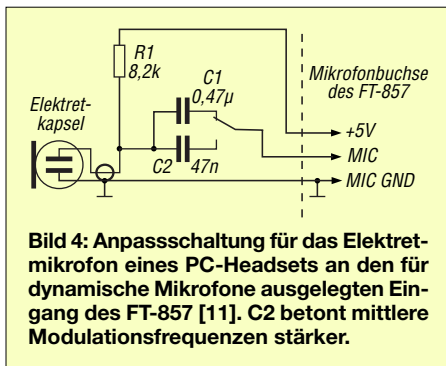 R1
8,2k
C1
0,47µ
Mikrofonbuchse
des FT-857
Elektret-
kapsel
+5V
MIC
C2
47n
MIC GND
Bild 4: Anpassschaltung für das Elektret-
mikrofon eines PC-Headsets an den für
dynamische Mikrofone ausgelegten Ein-
gang des FT-857 [11]. C2 betont mittlere
Modulationsfrequenzen stärker.